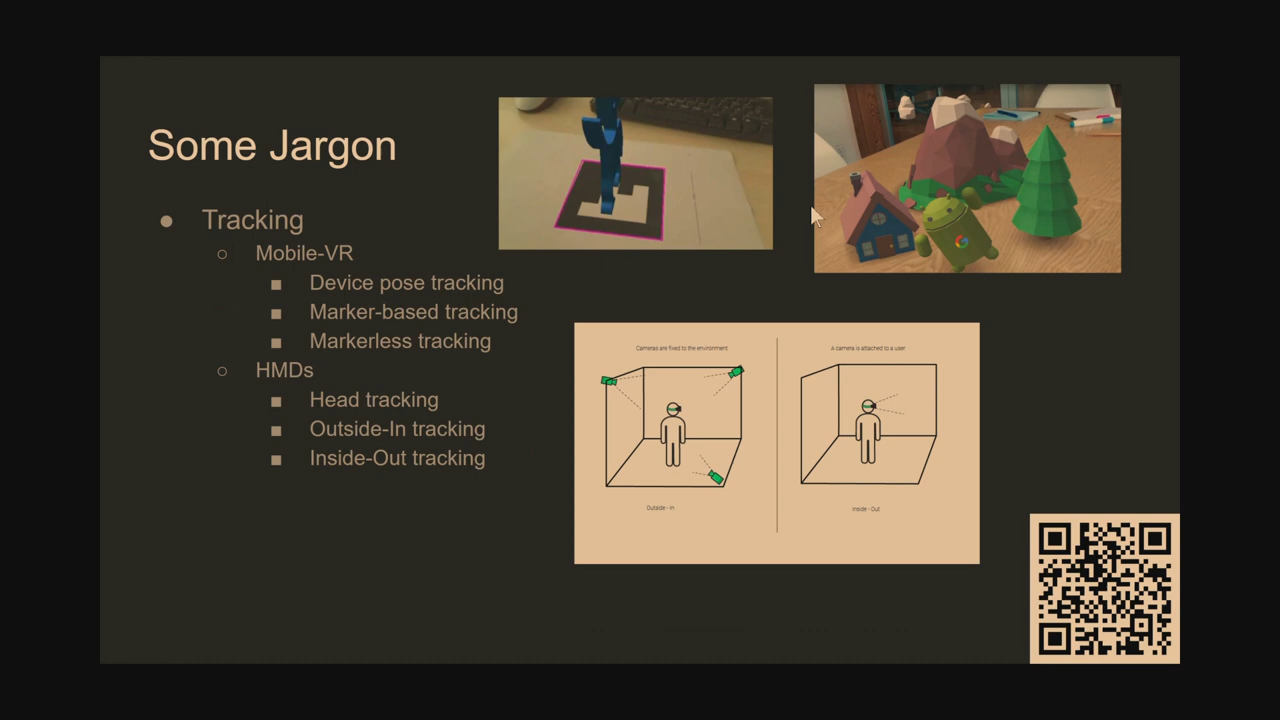 Some Jargon
Tracking
Mobile-VR
Device pose tracking
Marker-based tracking
Markerless tracking
HMDs
Head tracking
Outside-In tracking
Inside-Out tracking
Cameras are fixed to the environment
A camera is attached to a user
Outside - In
Inside - Out